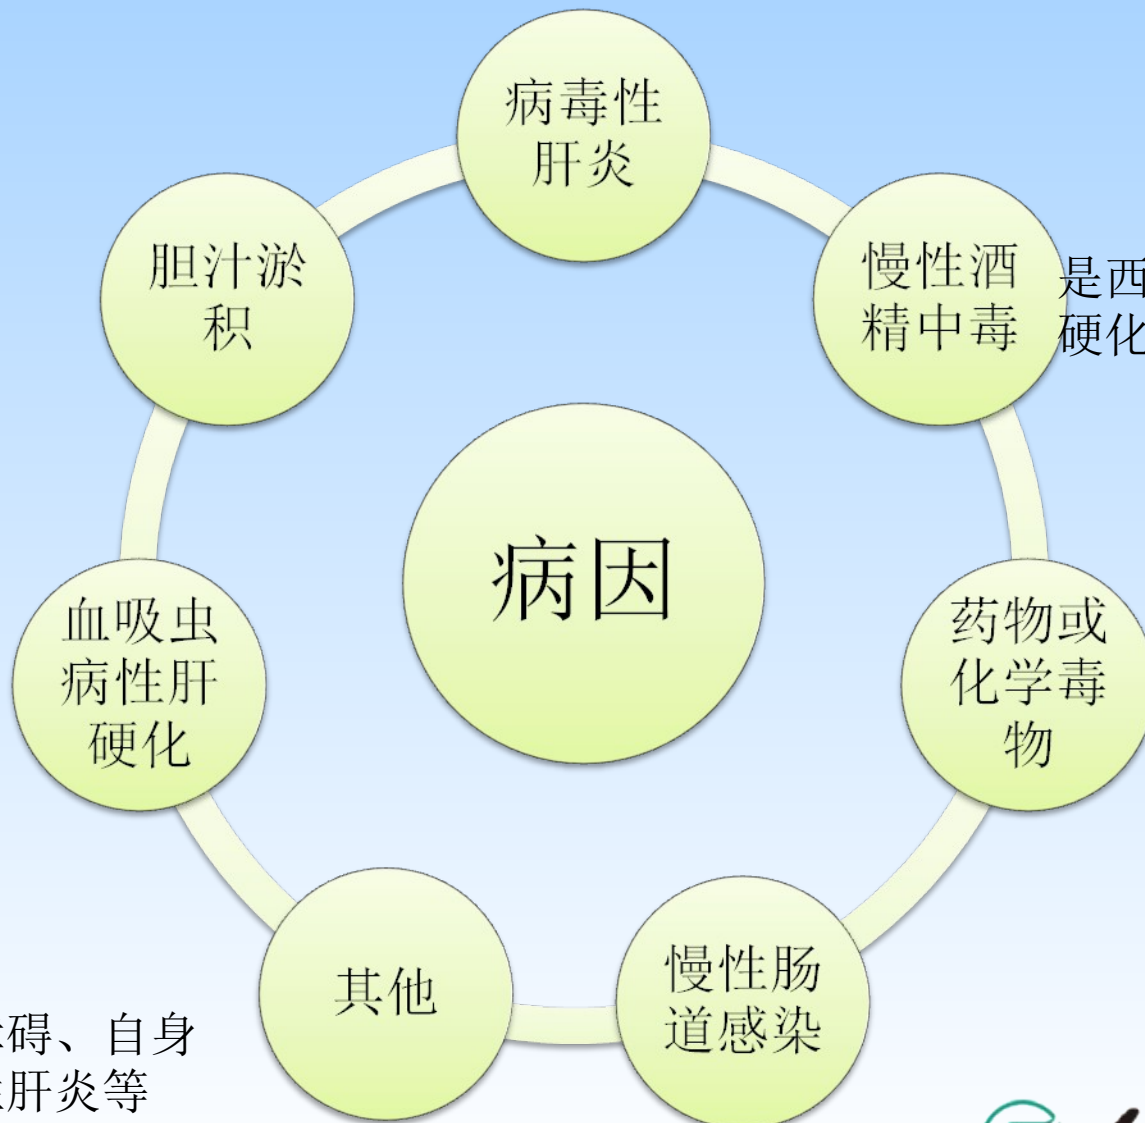 病毒性
肝炎
慢性酒
精中毒
是西
硬化
药物或
化学毒
物
慢性肠
道感染
其他
碍、自身
肝炎等
血吸虫
病性肝
硬化
胆汁淤
积
病因